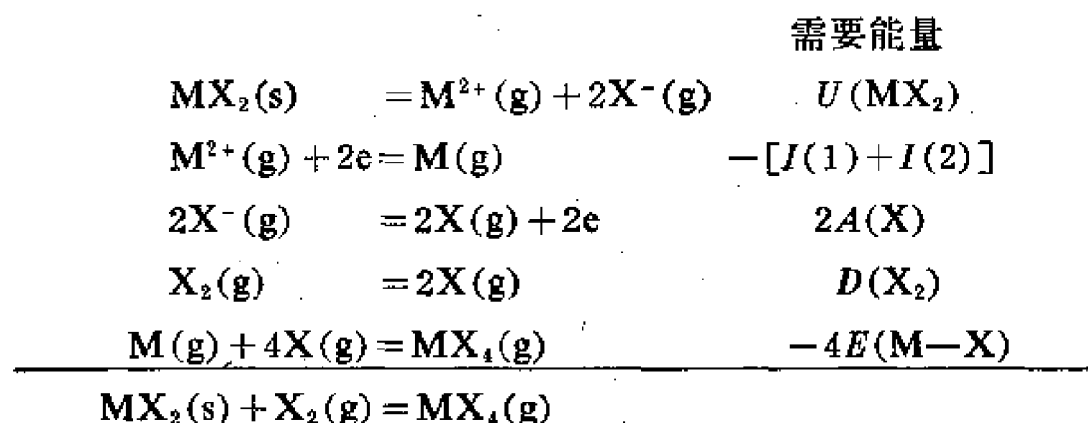 需要能量
MX₂(s) =M²⁺(g)+2X⁻(g) U(MX₂)
M²⁺(g)+2e=M(g) −[I(1)+I(2)]
2X⁻(g) =2X(g)+2e 2A(X)
X₂(g) =2X(g) D(X₂)
M(g)+4X(g)=MX₄(g) −4E(M—X)
MX₂(s)+X₂(g)=MX₄(g)